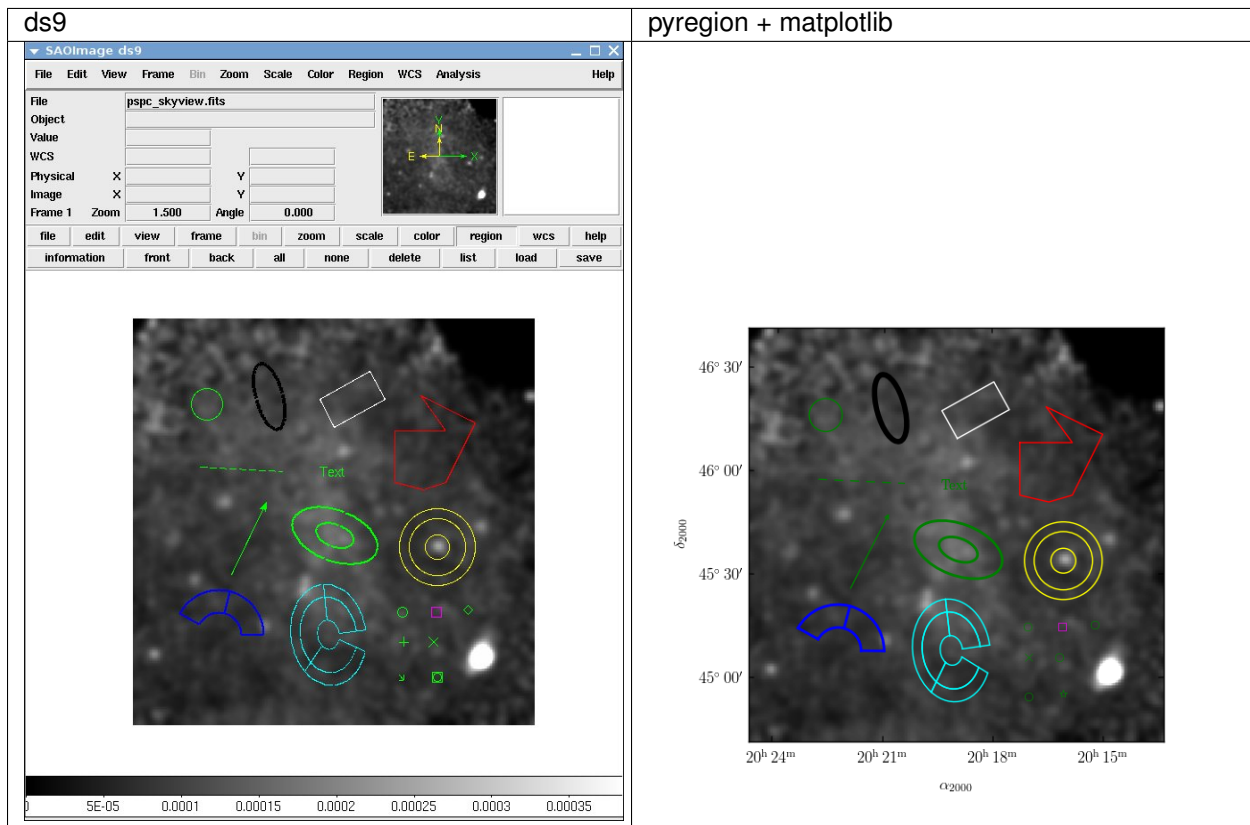 ds9
pyregion + matplotlib
SAOImage ds9
File Edit View Frame Bin Zoom Scale Color Region WCS Analysis Help
File pspc_skyview.fits
Object
Value
WCS
Physical X Y
Image X Y
Frame 1 Zoom 1.500 Angle 0.000
Y
N
E X
file edit view frame bin zoom scale color region wcs help
information front back all none delete list load save
Text
0 5E-05 0.0001 0.00015 0.0002 0.00025 0.0003 0.00035
46° 30′
46° 00′
45° 30′
45° 00′
δ2000
Text
20h 24m 20h 21m 20h 18m 20h 15m
α2000